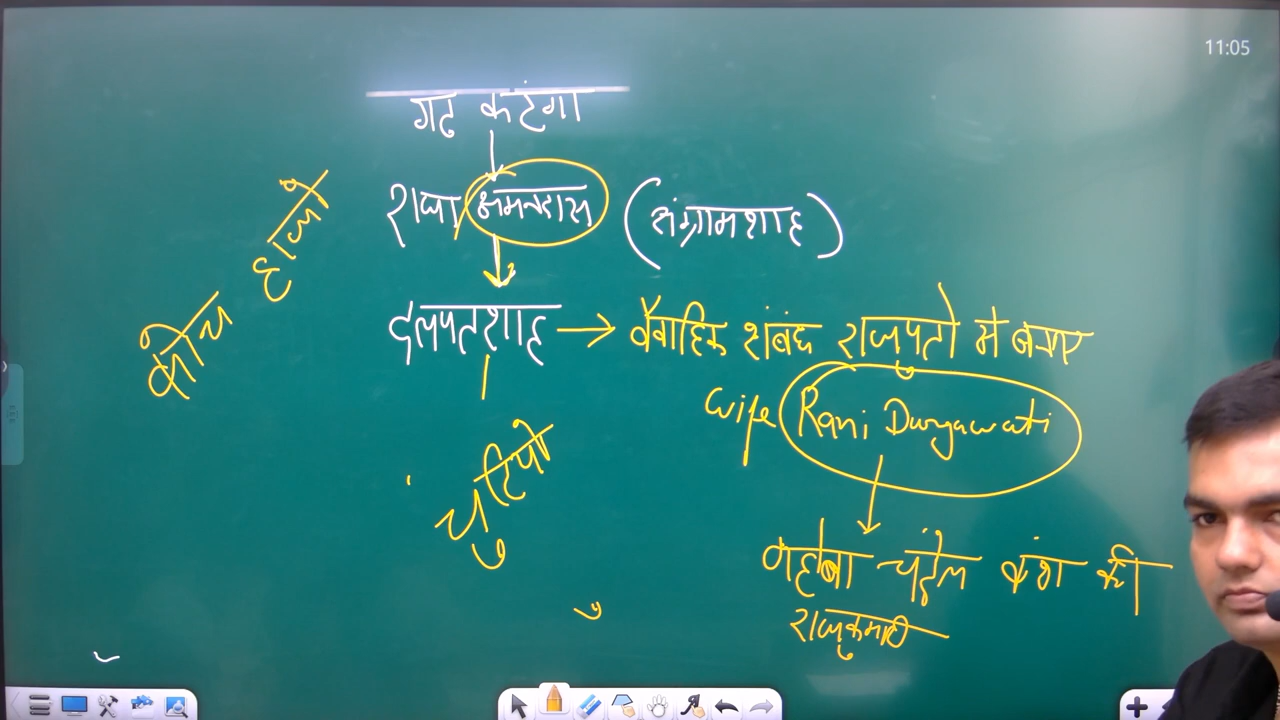 11:05
गढ कटंगा
राजा अमनदास (संग्रामशाह)
कोच हाजो
दलपतशाह → वैवाहिक शंबंध राजपुतो मे बनाए
wife Rani Durgawati
चुटियो
महोबा चंदेल वंश की
राजकुमारी